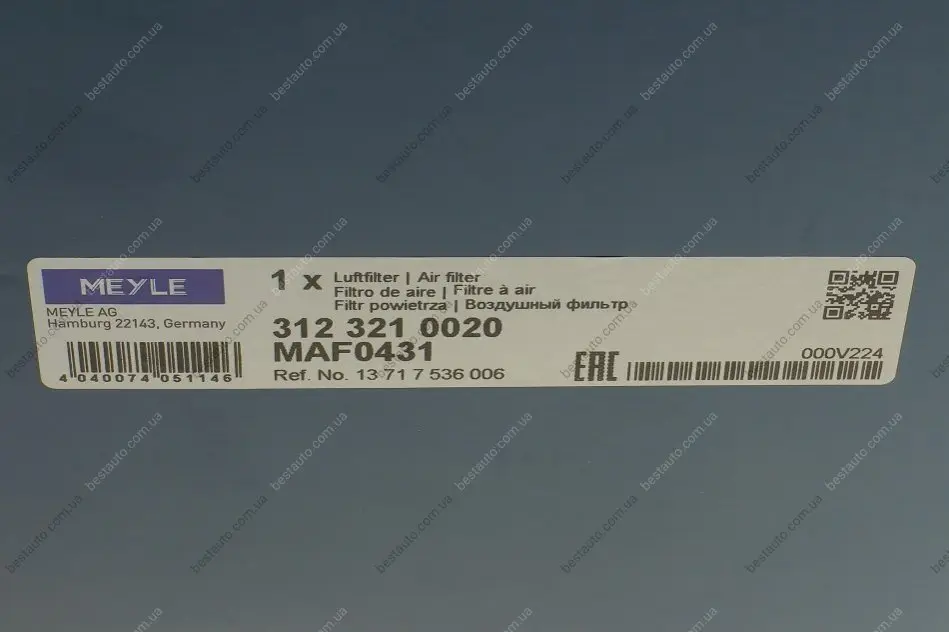 MEYLE
MEYLE AG
Hamburg 22143, Germany
4 040074 051146
1 x Luftfilter | Air filter
Filtro de aire | Filtre à air
Filtr powietrza | Воздушный фильтр
312 321 0020
MAF0431
Ref. No. 13 71 7 536 006
EAC
000V224
bestauto.com.ua